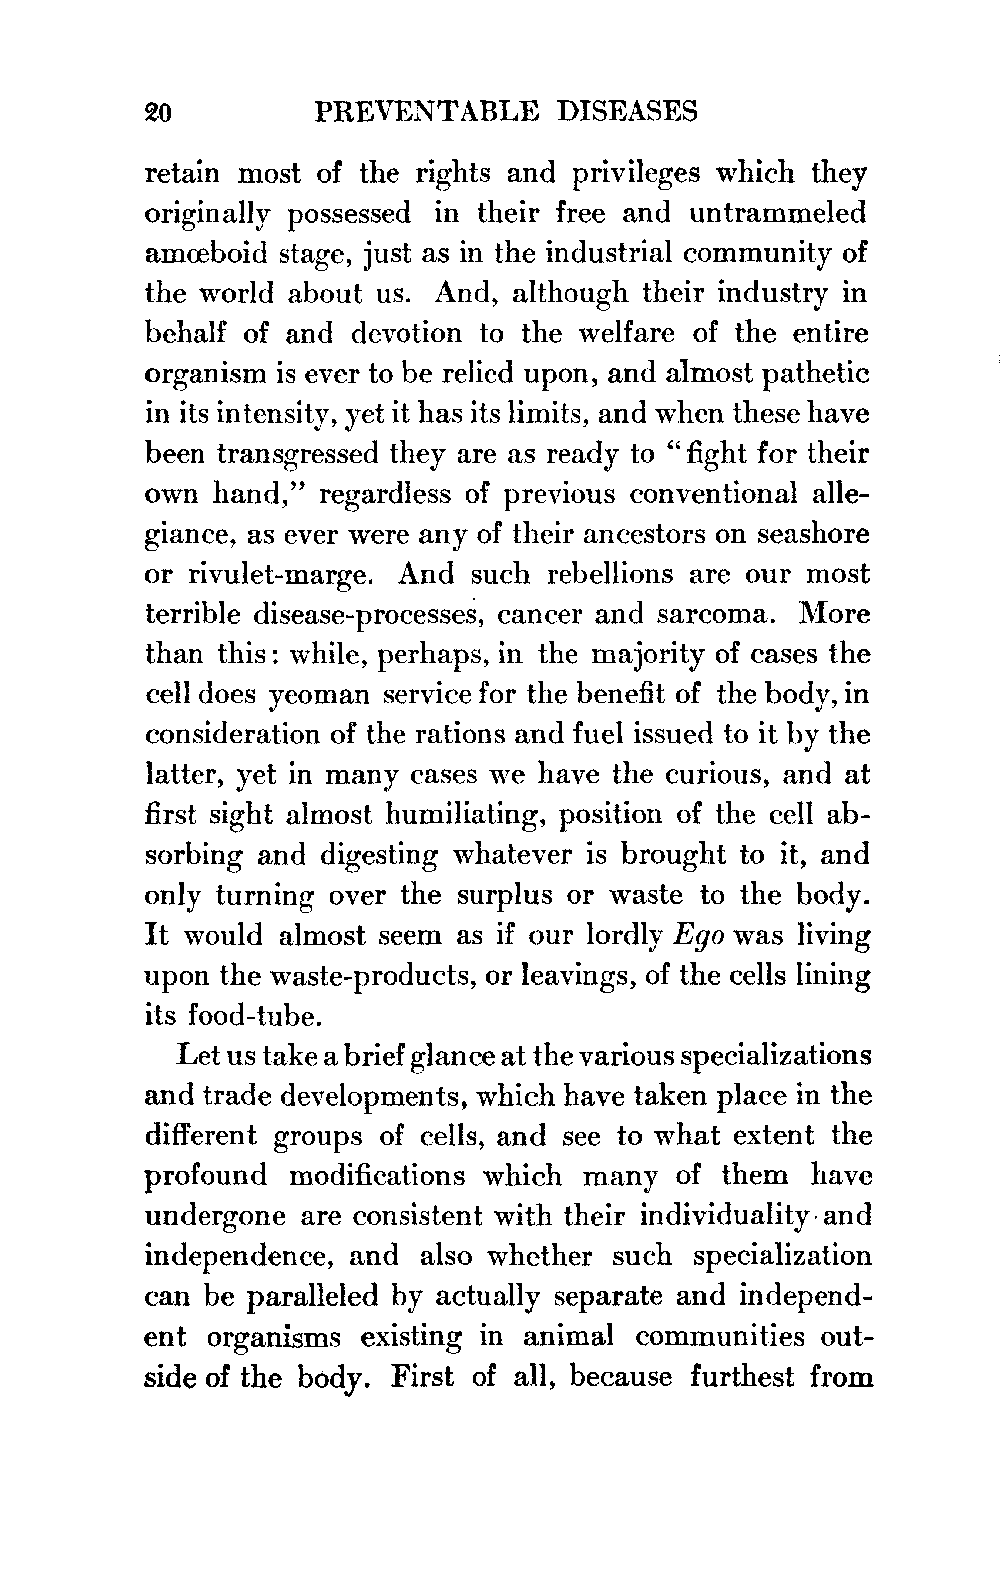 20 PREVENTABLE DISEASES
retain most of the rights and privileges which they
originally possessed in their free and untrammeled
amœboid stage, just as in the industrial community of
the world about us. And, although their industry in
behalf of and devotion to the welfare of the entire
organism is ever to be relied upon, and almost pathetic
in its intensity, yet it has its limits, and when these have
been transgressed they are as ready to “fight for their
own hand,” regardless of previous conventional alle-
giance, as ever were any of their ancestors on seashore
or rivulet-marge. And such rebellions are our most
terrible disease-processes, cancer and sarcoma. More
than this: while, perhaps, in the majority of cases the
cell does yeoman service for the benefit of the body, in
consideration of the rations and fuel issued to it by the
latter, yet in many cases we have the curious, and at
first sight almost humiliating, position of the cell ab-
sorbing and digesting whatever is brought to it, and
only turning over the surplus or waste to the body.
It would almost seem as if our lordly Ego was living
upon the waste-products, or leavings, of the cells lining
its food-tube.
Let us take a brief glance at the various specializations
and trade developments, which have taken place in the
different groups of cells, and see to what extent the
profound modifications which many of them have
undergone are consistent with their individuality and
independence, and also whether such specialization
can be paralleled by actually separate and independ-
ent organisms existing in animal communities out-
side of the body. First of all, because furthest from